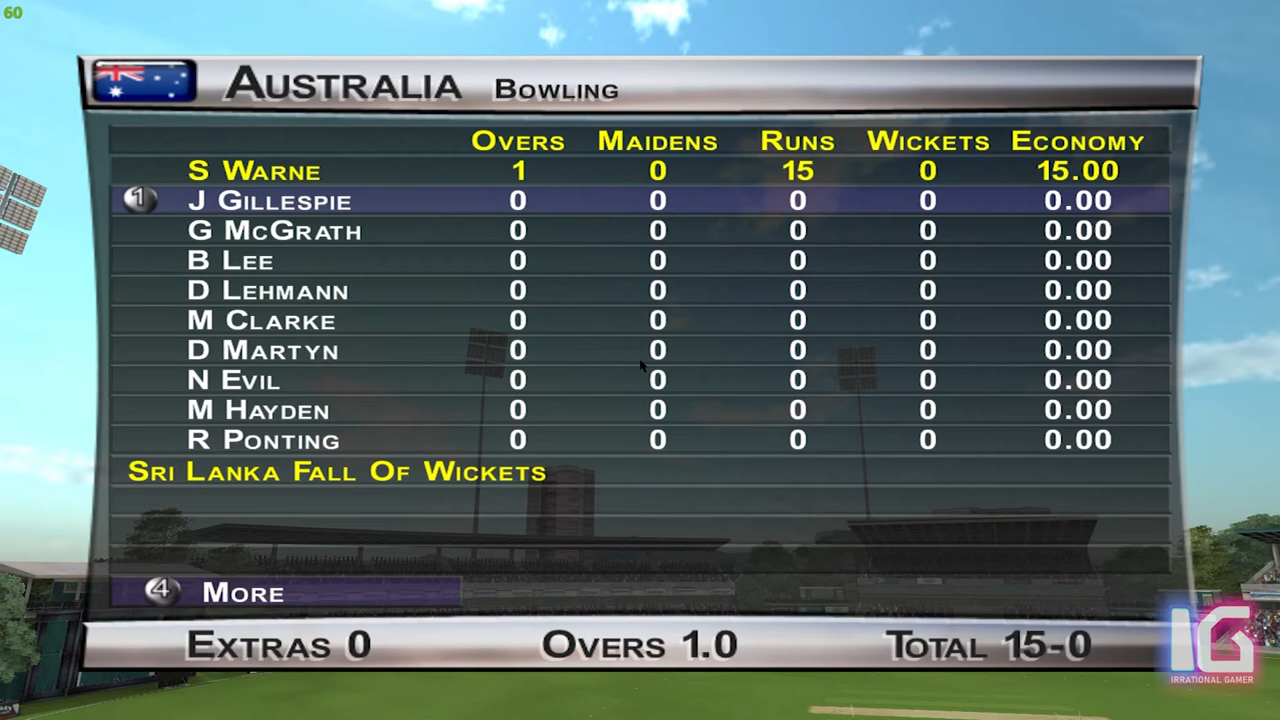 60
Australia Bowling
Overs Maidens Runs Wickets Economy
S Warne 1 0 15 0 15.00
1 J Gillespie 0 0 0 0 0.00
G McGrath 0 0 0 0 0.00
B Lee 0 0 0 0 0.00
D Lehmann 0 0 0 0 0.00
M Clarke 0 0 0 0 0.00
D Martyn 0 0 0 0 0.00
N Evil 0 0 0 0 0.00
M Hayden 0 0 0 0 0.00
R Ponting 0 0 0 0 0.00
Sri Lanka Fall Of Wickets
4 More
Extras 0 Overs 1.0 Total 15-0
IG
IRRATIONAL GAMER